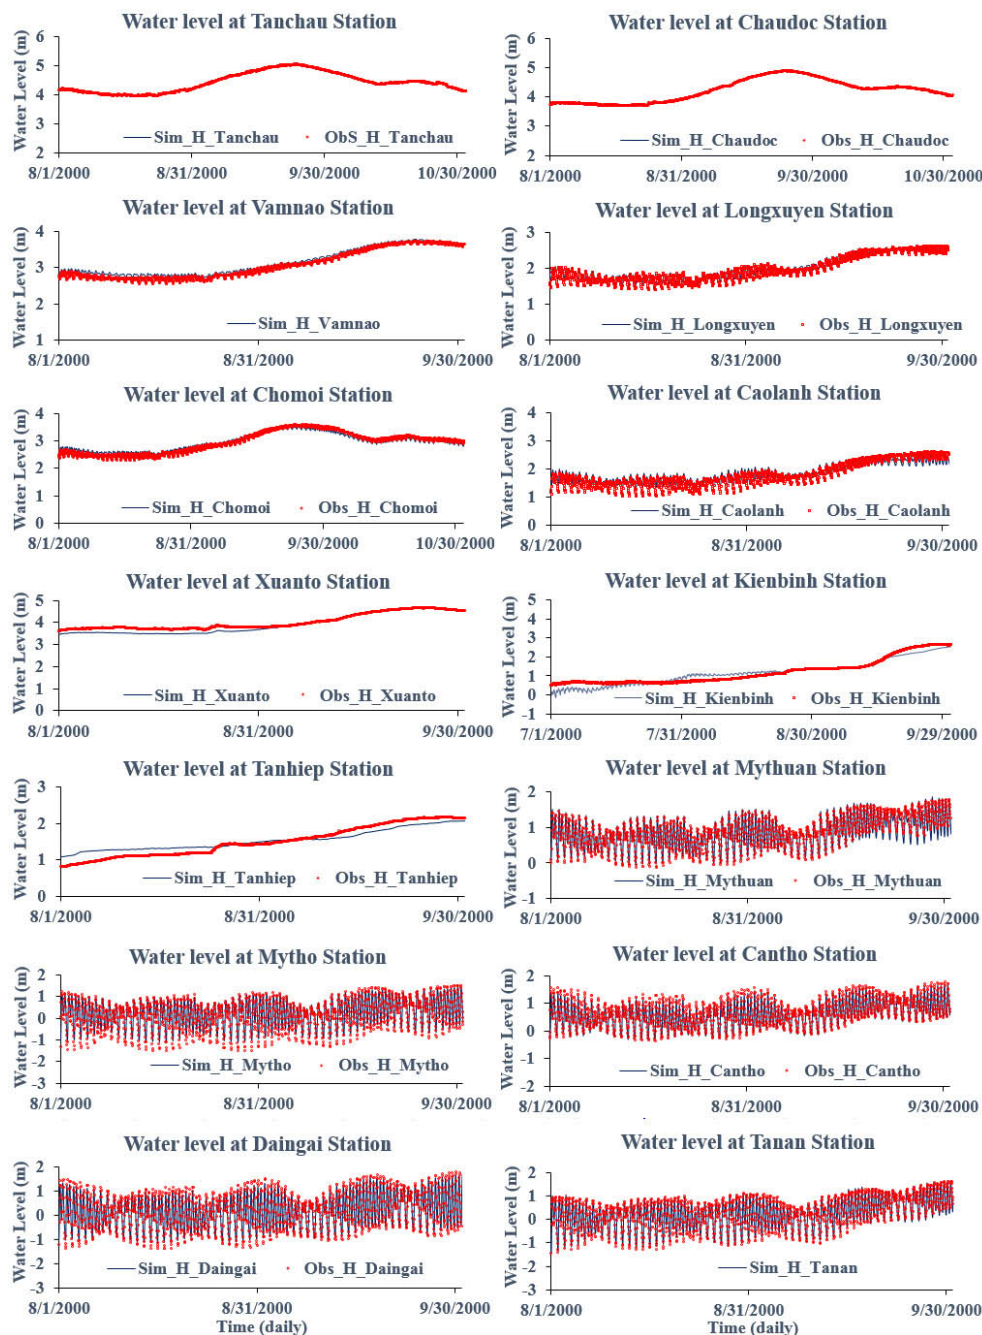 Water level at Tanchau Station
Water Level (m)
6
5
4
3
2
Sim_H_Tanchau ObS_H_Tanchau
8/1/2000 8/31/2000 9/30/2000 10/30/2000
Water level at Chaudoc Station
Water Level (m)
6
5
4
3
2
Sim_H_Chaudoc Obs_H_Chaudoc
8/1/2000 8/31/2000 9/30/2000 10/30/2000
Water level at Vamnao Station
Water Level (m)
4
3
2
1
Sim_H_Vamnao
8/1/2000 8/31/2000 9/30/2000
Water level at Longxuyen Station
Water Level (m)
3
2
1
0
Sim_H_Longxuyen Obs_H_Longxuyen
8/1/2000 8/31/2000 9/30/2000
Water level at Chomoi Station
Water Level (m)
4
3
2
1
0
Sim_H_Chomoi Obs_H_Chomoi
8/1/2000 8/31/2000 9/30/2000 10/30/2000
Water level at Caolanh Station
Water Level (m)
4
3
2
1
0
Sim_H_Caolanh Obs_H_Caolanh
8/1/2000 8/31/2000 9/30/2000
Water level at Xuanto Station
Water Level (m)
5
4
3
2
1
0
Sim_H_Xuanto Obs_H_Xuanto
8/1/2000 8/31/2000 9/30/2000
Water level at Kienbinh Station
Water Level (m)
5
4
3
2
1
0
-1
Sim_H_Kienbinh Obs_H_Kienbinh
7/1/2000 7/31/2000 8/30/2000 9/29/2000
Water level at Tanhiep Station
Water Level (m)
3
2
1
0
Sim_H_Tanhiep Obs_H_Tanhiep
8/1/2000 8/31/2000 9/30/2000
Water level at Mythuan Station
Water Level (m)
2
1
0
-1
Sim_H_Mythuan Obs_H_Mythuan
8/1/2000 8/31/2000 9/30/2000
Water level at Mytho Station
Water Level (m)
2
1
0
-1
-2
-3
Sim_H_Mytho Obs_H_Mytho
8/1/2000 8/31/2000 9/30/2000
Water level at Cantho Station
Water Level (m)
2
1
0
-1
-2
Sim_H_Cantho Obs_H_Cantho
8/1/2000 8/31/2000 9/30/2000
Water level at Daingai Station
Water Level (m)
2
1
0
-1
-2
-3
Sim_H_Daingai Obs_H_Daingai
8/1/2000 8/31/2000 9/30/2000
Time (daily)
Water level at Tanan Station
Water Level (m)
2
1
0
-1
-2
-3
Sim_H_Tanan
8/1/2000 8/31/2000 9/30/2000
Time (daily)